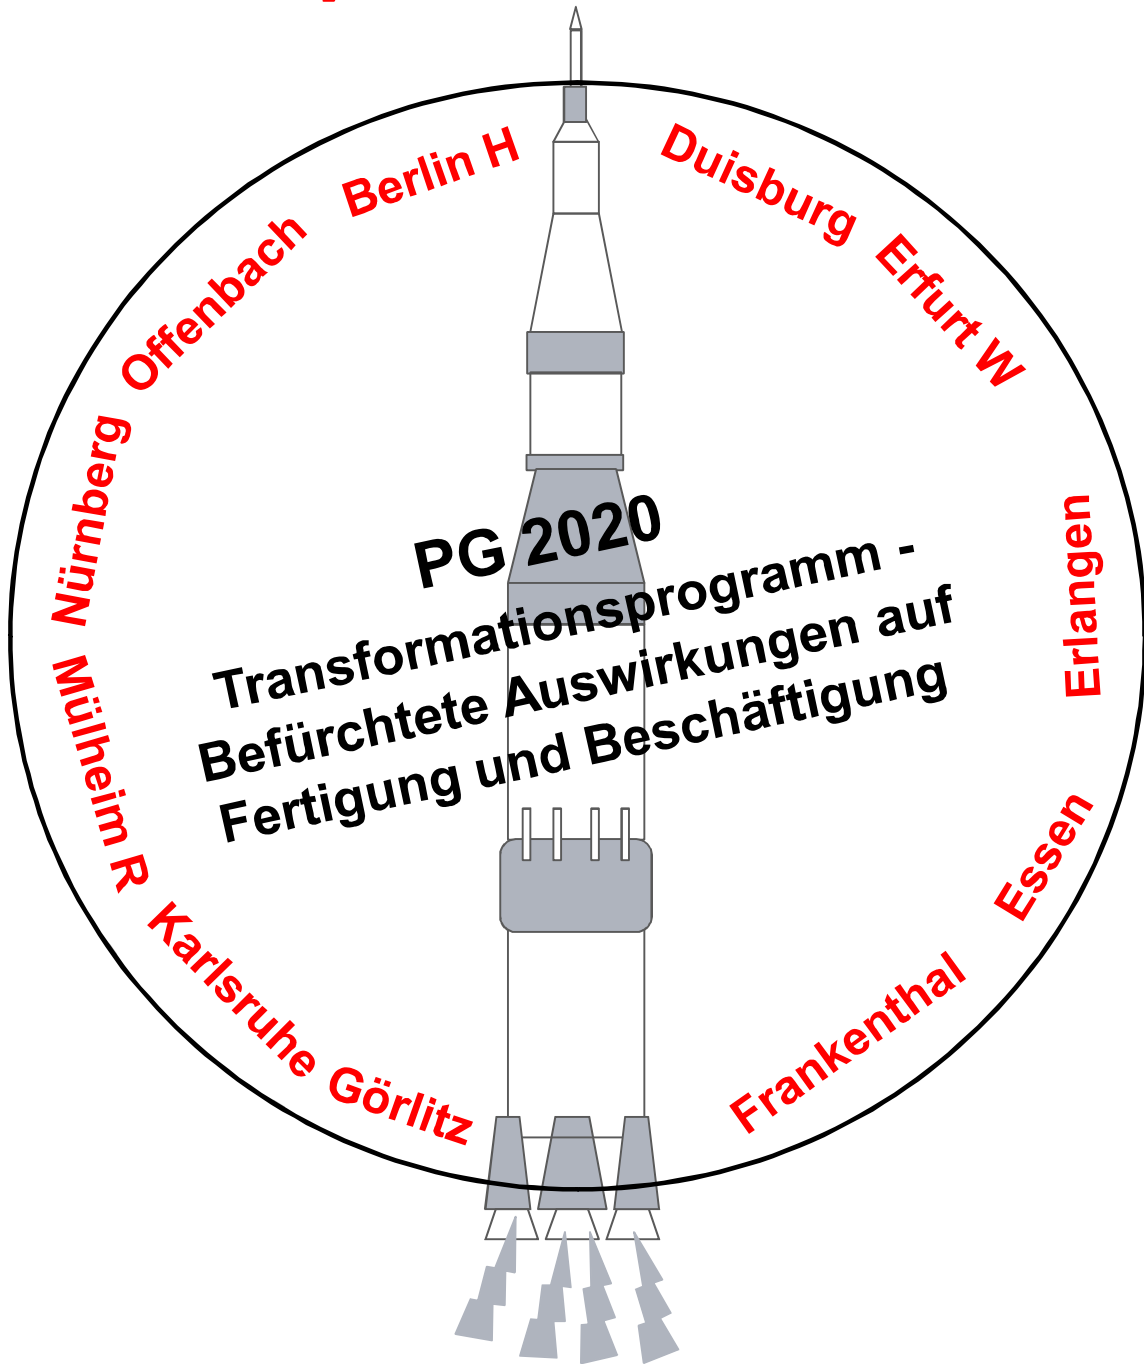 Berlin H
Duisburg
Erfurt W
Erlangen
Essen
Frankenthal
Görlitz
Karlsruhe
Mülheim R
Nürnberg
Offenbach
PG 2020
Transformationsprogramm -
Befürchtete Auswirkungen auf
Fertigung und Beschäftigung